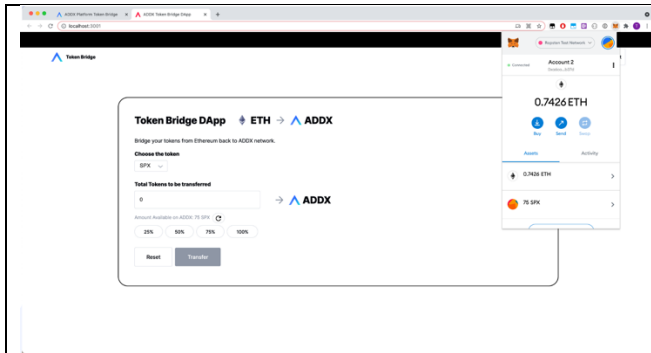 ADDX Platform Token Bridge
ADDX Token Bridge DApp
localhost:3001
Token Bridge
Token Bridge DApp ETH → ADDX
Bridge your tokens from Ethereum back to ADDX network.
Choose the token
SPX
Total Tokens to be transferred
0
→ ADDX
Amount Available on ADDX: 75 SPX
25% 50% 75% 100%
Reset Transfer
Ropsten Test Network
Connected
Account 2
0.7426 ETH
Buy Send Swap
Assets Activity
0.7426 ETH
75 SPX